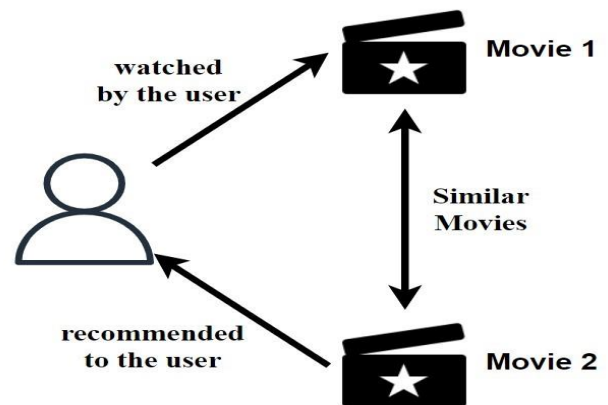 watched
by the user
Movie 1
Similar
Movies
recommended
to the user
Movie 2